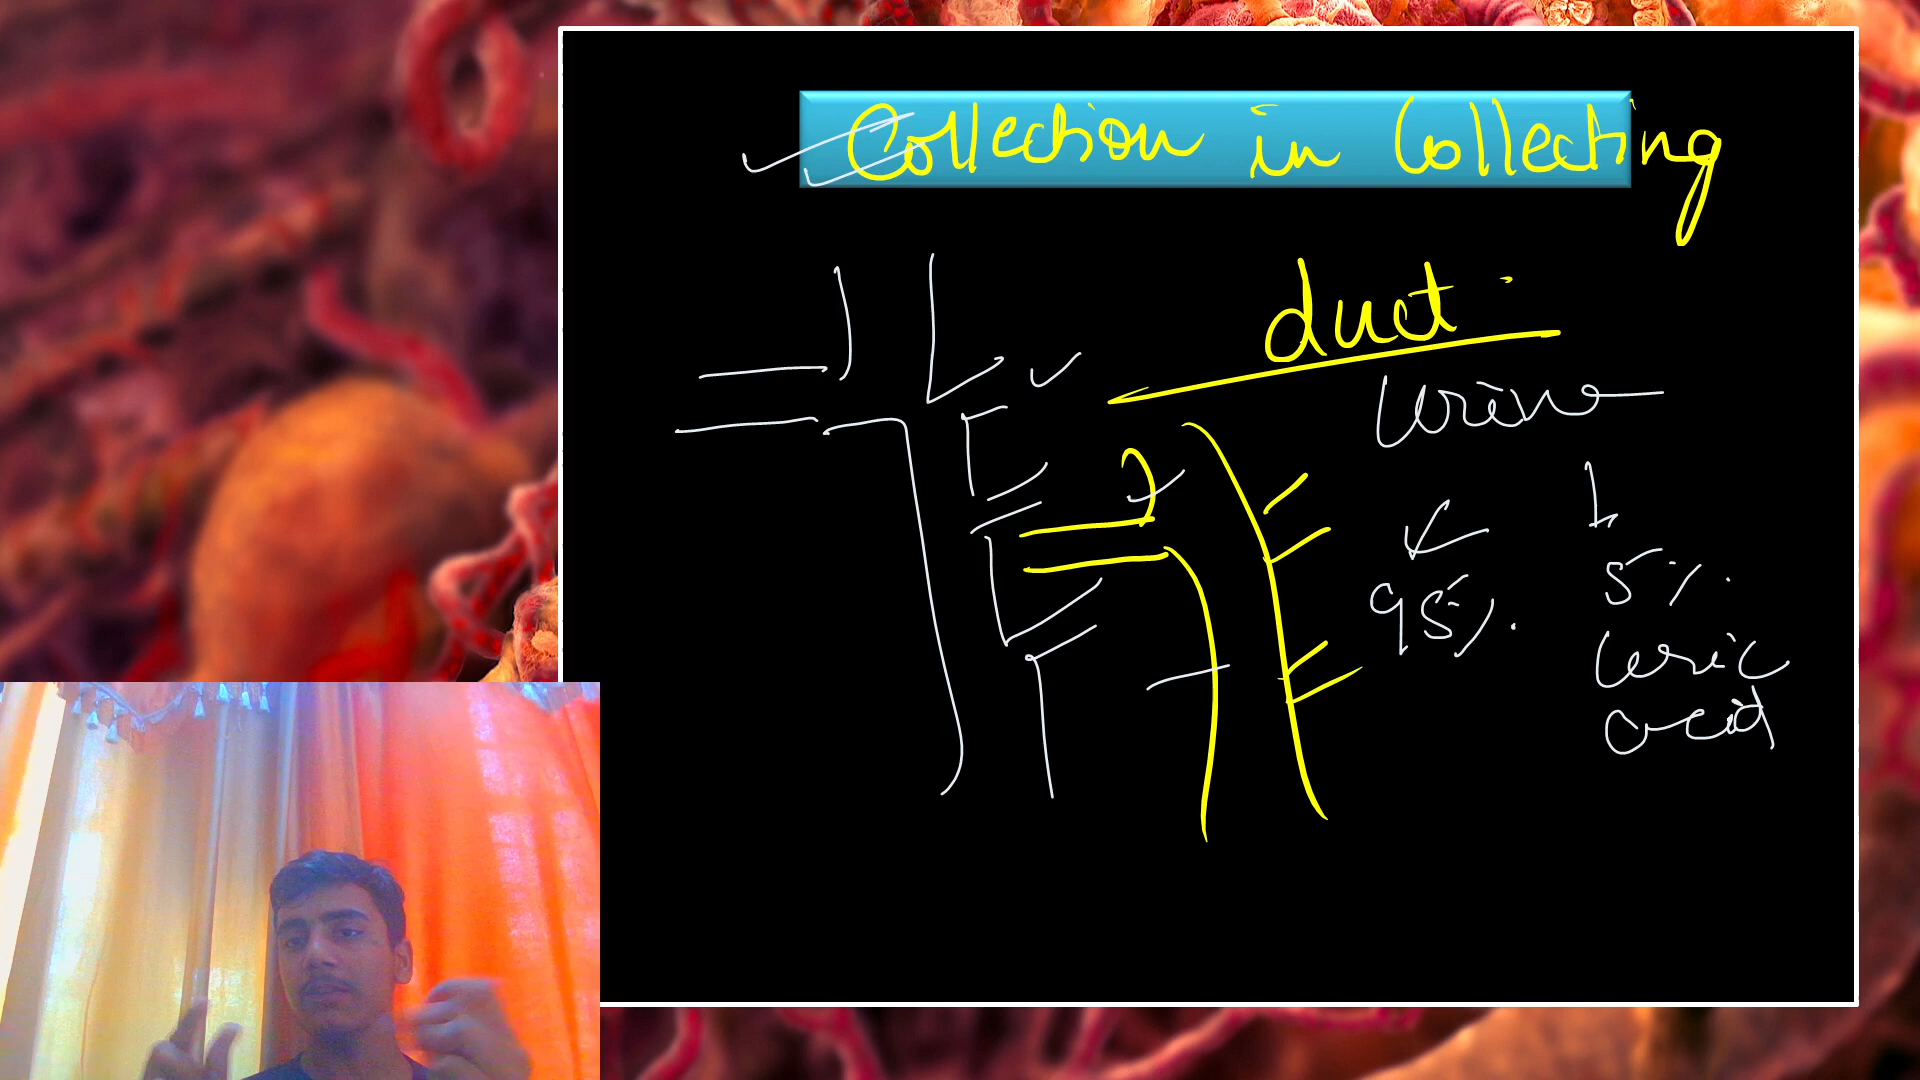 Collection in Collecting
duct
Urine
95%.
5%.
Uric
acid